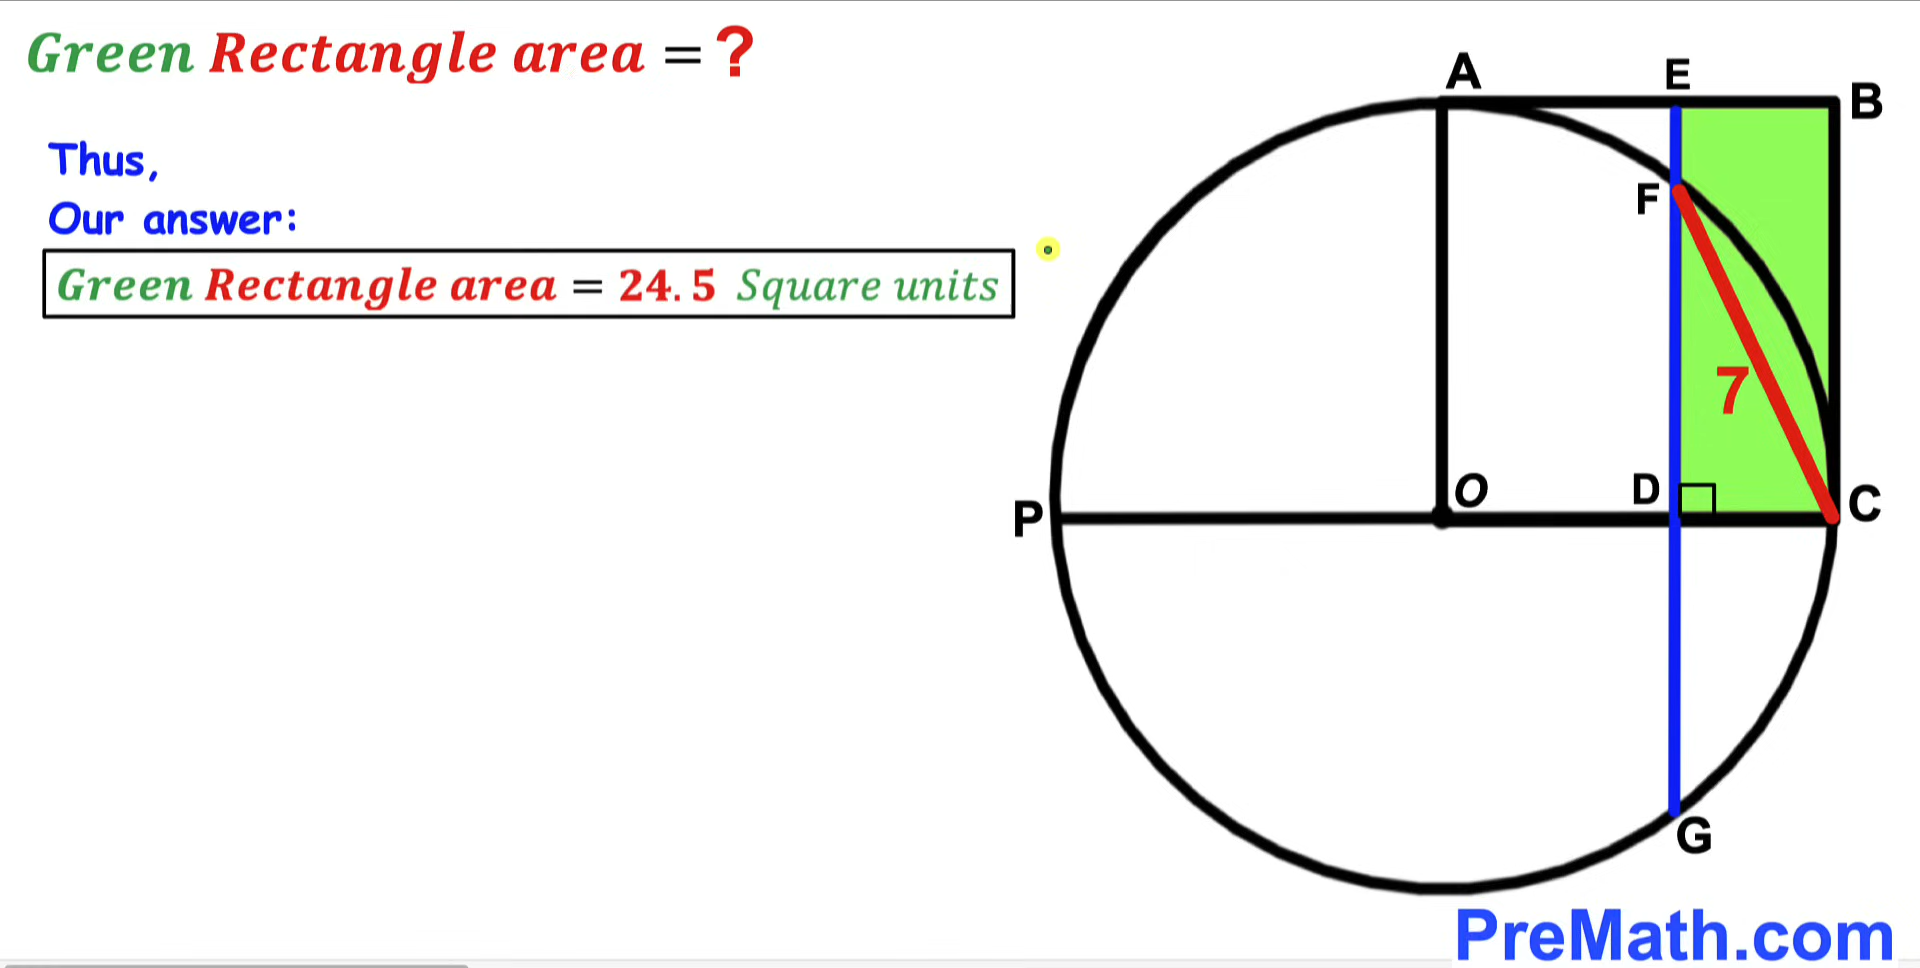 Green Rectangle area = ?
Thus,
Our answer:
Green Rectangle area = 24.5 Square units
A
E
B
F
7
P
O
D
C
G
PreMath.com